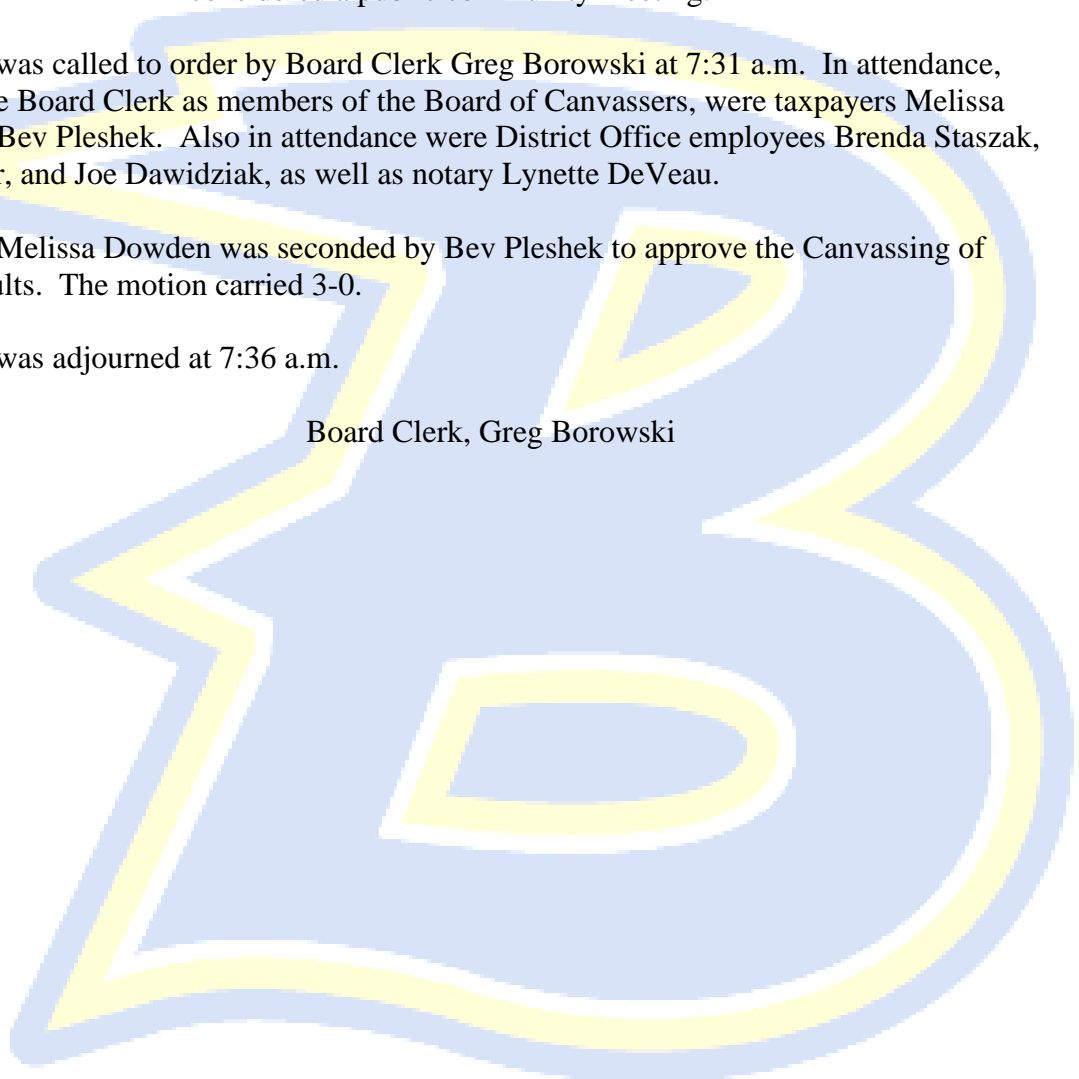 was called to order by Board Clerk Greg Borowski at 7:31 a.m. In attendance,
e Board Clerk as members of the Board of Canvassers, were taxpayers Melissa
Bev Pleshek. Also in attendance were District Office employees Brenda Staszak,
r, and Joe Dawidziak, as well as notary Lynette DeVeau.
Melissa Dowden was seconded by Bev Pleshek to approve the Canvassing of
ults. The motion carried 3-0.
was adjourned at 7:36 a.m.
Board Clerk, Greg Borowski
B